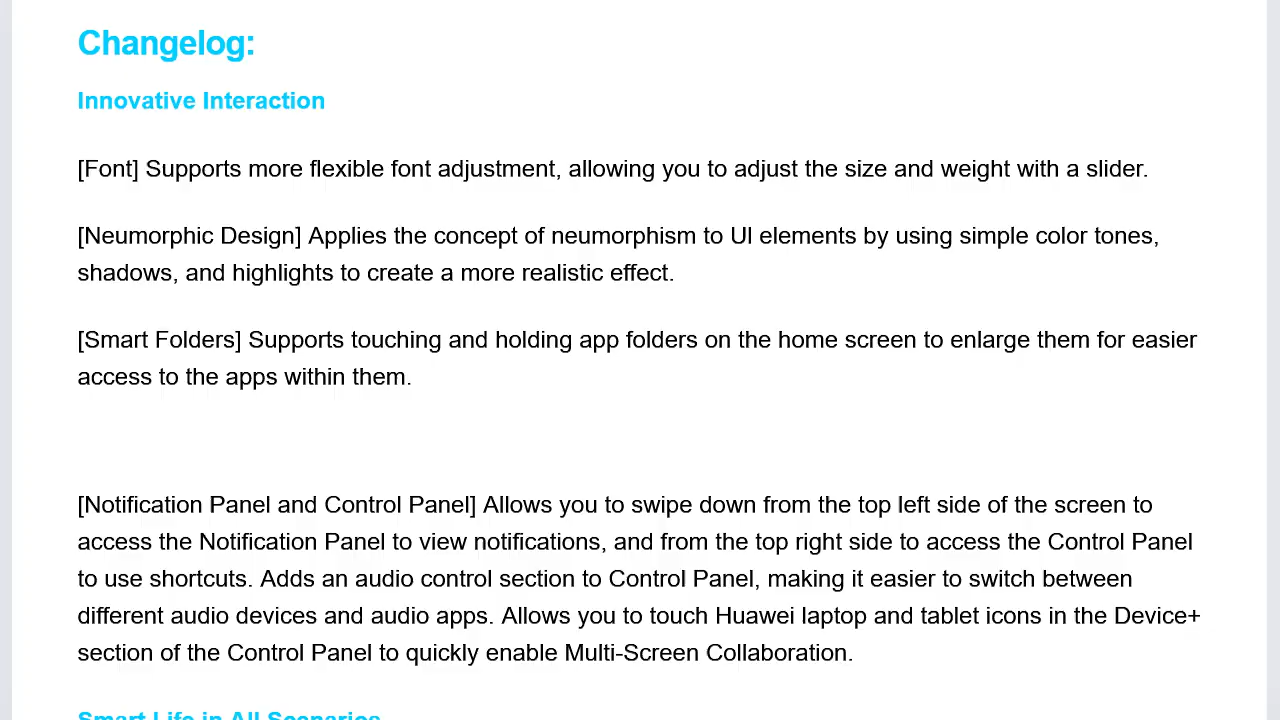 Changelog:
Innovative Interaction
[Font] Supports more flexible font adjustment, allowing you to adjust the size and weight with a slider.
[Neumorphic Design] Applies the concept of neumorphism to UI elements by using simple color tones,
shadows, and highlights to create a more realistic effect.
[Smart Folders] Supports touching and holding app folders on the home screen to enlarge them for easier
access to the apps within them.
[Notification Panel and Control Panel] Allows you to swipe down from the top left side of the screen to
access the Notification Panel to view notifications, and from the top right side to access the Control Panel
to use shortcuts. Adds an audio control section to Control Panel, making it easier to switch between
different audio devices and audio apps. Allows you to touch Huawei laptop and tablet icons in the Device+
section of the Control Panel to quickly enable Multi-Screen Collaboration.
Smart Life in All Scenarios